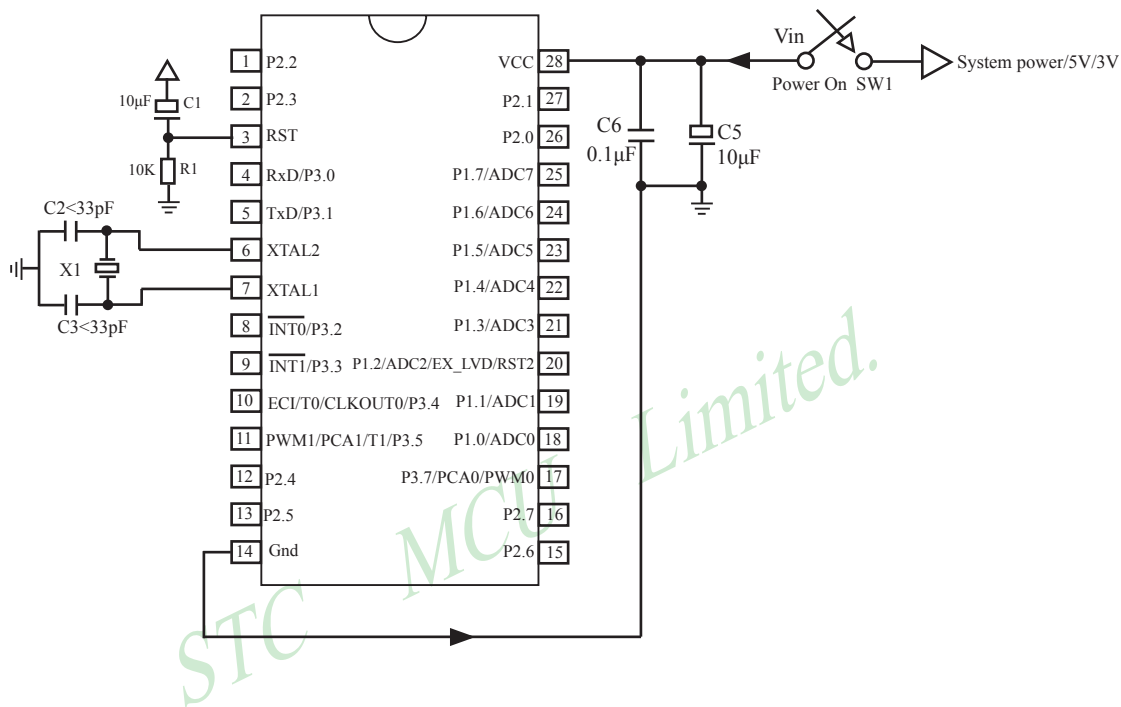 1 P2.2
2 P2.3
3 RST
4 RxD/P3.0
5 TxD/P3.1
6 XTAL2
7 XTAL1
8 INT0/P3.2
9 INT1/P3.3
10 ECI/T0/CLKOUT0/P3.4
11 PWM1/PCA1/T1/P3.5
12 P2.4
13 P2.5
14 Gnd
VCC 28
P2.1 27
P2.0 26
P1.7/ADC7 25
P1.6/ADC6 24
P1.5/ADC5 23
P1.4/ADC4 22
P1.3/ADC3 21
P1.2/ADC2/EX_LVD/RST2 20
P1.1/ADC1 19
P1.0/ADC0 18
P3.7/PCA0/PWM0 17
P2.7 16
P2.6 15
10μF C1
10K R1
C2<33pF
X1
C3<33pF
Vin
Power On SW1
System power/5V/3V
C6
0.1μF
C5
10μF
STC MCU Limited.